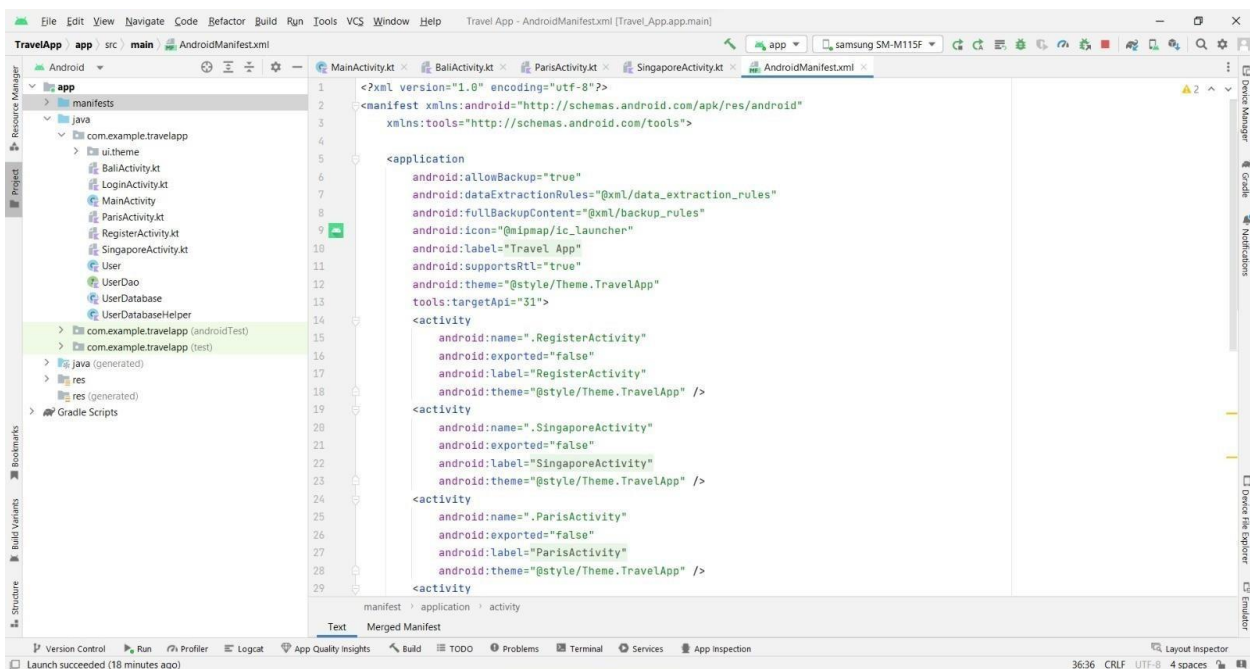 File Edit View Navigate Code Refactor Build Run Tools VCS Window Help Travel App - AndroidManifest.xml [Travel_App.app.main]
TravelApp app src main AndroidManifest.xml app samsung SM-M115F
Android
MainActivity.kt BaliActivity.kt ParisActivity.kt SingaporeActivity.kt AndroidManifest.xml
Resource Manager
Project
Bookmarks
Build Variants
Structure
app
manifests
java
com.example.travelapp
ui.theme
BaliActivity.kt
LoginActivity.kt
MainActivity
ParisActivity.kt
RegisterActivity.kt
SingaporeActivity.kt
User
UserDao
UserDatabase
UserDatabaseHelper
com.example.travelapp (androidTest)
com.example.travelapp (test)
java (generated)
res
res (generated)
Gradle Scripts
1 <?xml version="1.0" encoding="utf-8"?>
2 <manifest xmlns:android="http://schemas.android.com/apk/res/android"
3 xmlns:tools="http://schemas.android.com/tools">
4
5 <application
6 android:allowBackup="true"
7 android:dataExtractionRules="@xml/data_extraction_rules"
8 android:fullBackupContent="@xml/backup_rules"
9 android:icon="@mipmap/ic_launcher"
10 android:label="Travel App"
11 android:supportsRtl="true"
12 android:theme="@style/Theme.TravelApp"
13 tools:targetApi="31">
14 <activity
15 android:name=".RegisterActivity"
16 android:exported="false"
17 android:label="RegisterActivity"
18 android:theme="@style/Theme.TravelApp" />
19 <activity
20 android:name=".SingaporeActivity"
21 android:exported="false"
22 android:label="SingaporeActivity"
23 android:theme="@style/Theme.TravelApp" />
24 <activity
25 android:name=".ParisActivity"
26 android:exported="false"
27 android:label="ParisActivity"
28 android:theme="@style/Theme.TravelApp" />
29 <activity
2
Device Manager
Gradle
Notifications
Device File Explorer
Emulator
manifest application activity
Text Merged Manifest
Version Control Run Profiler Logcat App Quality Insights Build TODO Problems Terminal Services App Inspection Layout Inspector
Launch succeeded (18 minutes ago) 36:36 CRLF UTF-8 4 spaces